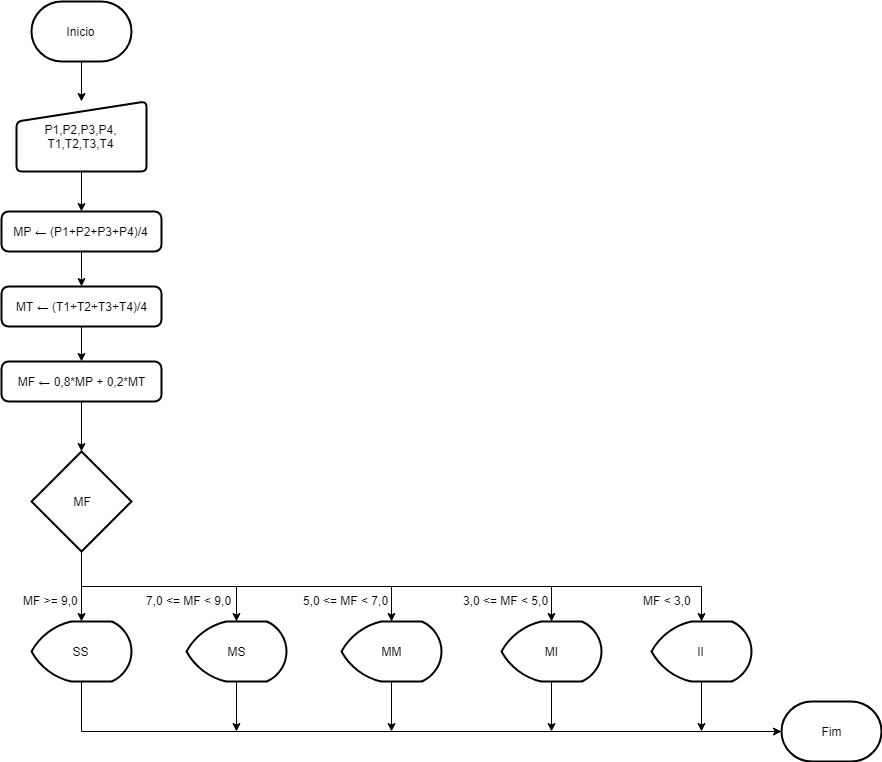 Inicio
P1,P2,P3,P4,
T1,T2,T3,T4
MP ← (P1+P2+P3+P4)/4
MT ← (T1+T2+T3+T4)/4
MF ← 0,8*MP + 0,2*MT
MF
MF >= 9,0
7,0 <= MF < 9,0
5,0 <= MF < 7,0
3,0 <= MF < 5,0
MF < 3,0
SS
MS
MM
MI
II
Fim